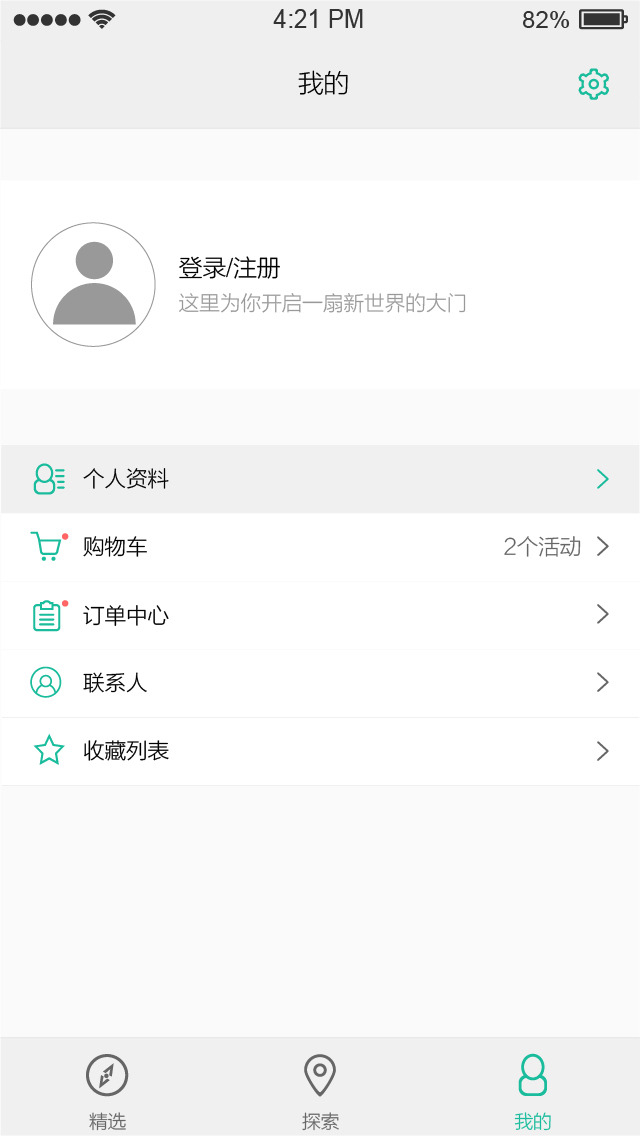 4:21 PM 82%
我的
登录/注册
这里为你开启一扇新世界的大门
个人资料
购物车 2个活动
订单中心
联系人
收藏列表
精选 探索 我的